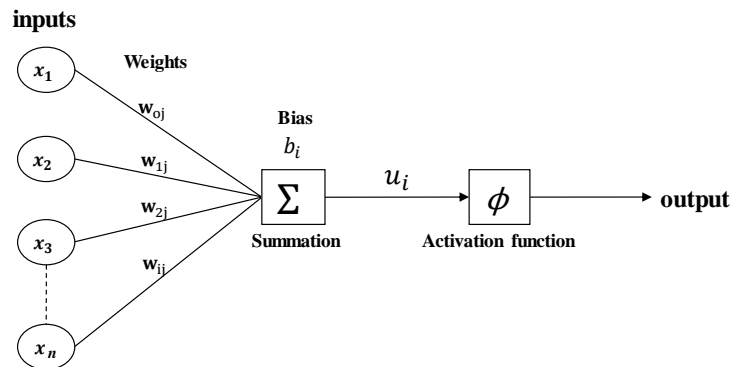 inputs
x₁
Weights
w₀ⱼ
Bias
bᵢ
x₂
w₁ⱼ
Σ
uᵢ
ϕ
output
w₂ⱼ
x₃
Summation
Activation function
wᵢⱼ
xₙ